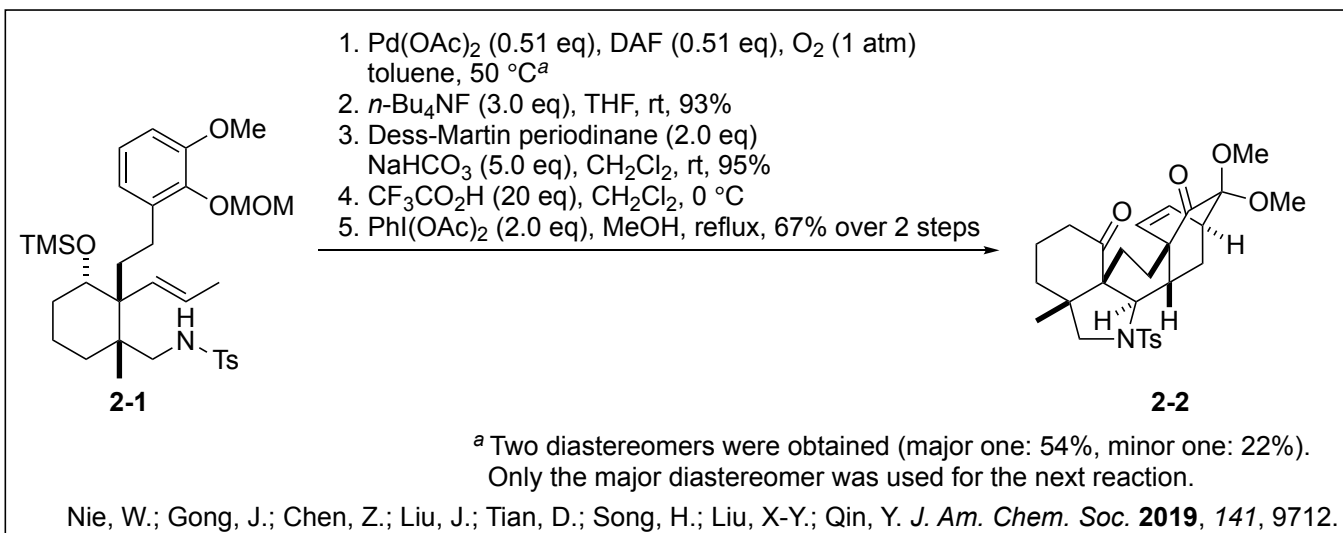 1. Pd(OAc)2 (0.51 eq), DAF (0.51 eq), O2 (1 atm)
toluene, 50 °Ca
2. n-Bu4NF (3.0 eq), THF, rt, 93%
3. Dess-Martin periodinane (2.0 eq)
NaHCO3 (5.0 eq), CH2Cl2, rt, 95%
4. CF3CO2H (20 eq), CH2Cl2, 0 °C
5. PhI(OAc)2 (2.0 eq), MeOH, reflux, 67% over 2 steps
OMe
OMOM
TMSO
H
N
Ts
2-1
O
O
OMe
OMe
H
H
H
NTs
2-2
a Two diastereomers were obtained (major one: 54%, minor one: 22%).
Only the major diastereomer was used for the next reaction.
Nie, W.; Gong, J.; Chen, Z.; Liu, J.; Tian, D.; Song, H.; Liu, X-Y.; Qin, Y. J. Am. Chem. Soc. 2019, 141, 9712.